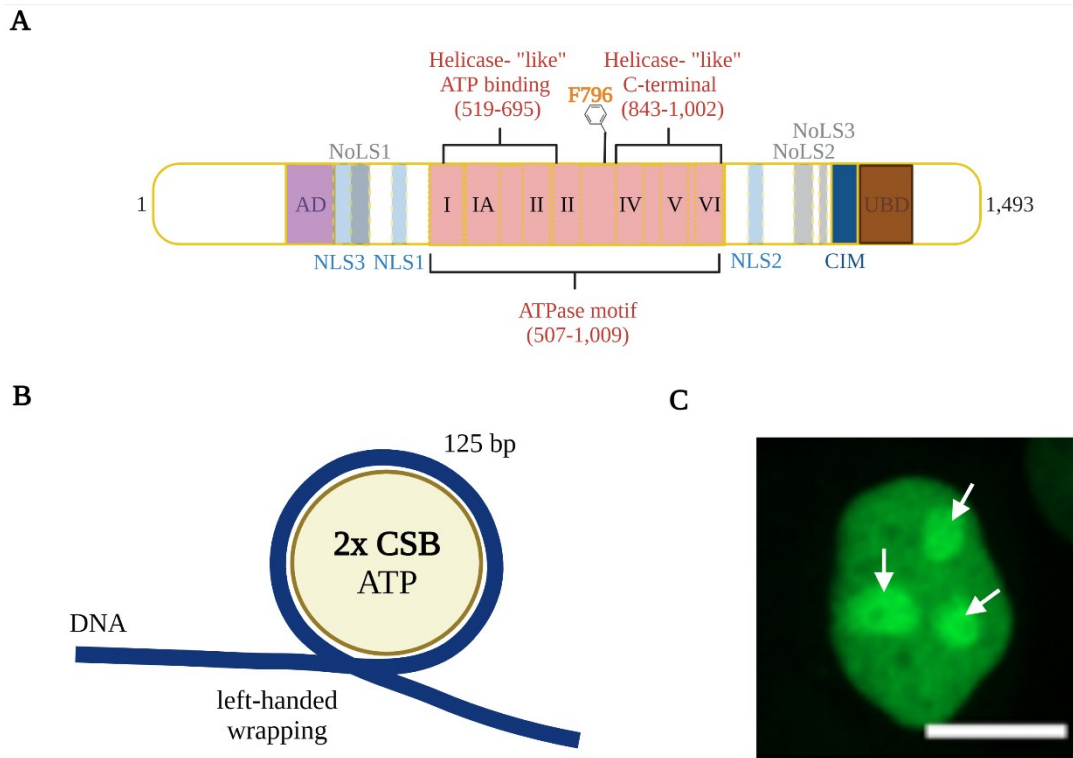 A
Helicase- "like"
ATP binding
(519-695)
F796
Helicase- "like"
C-terminal
(843-1,002)
NoLS1
NoLS3
NoLS2
1
AD
I
IA
II
II
IV
V
VI
UBD
1,493
NLS3
NLS1
NLS2
CIM
ATPase motif
(507-1,009)
B
125 bp
2x CSB
ATP
DNA
left-handed
wrapping
C